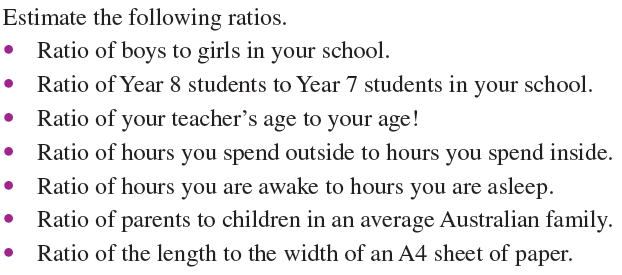 Estimate the following ratios.
• Ratio of boys to girls in your school.
• Ratio of Year 8 students to Year 7 students in your school.
• Ratio of your teacher’s age to your age!
• Ratio of hours you spend outside to hours you spend inside.
• Ratio of hours you are awake to hours you are asleep.
• Ratio of parents to children in an average Australian family.
• Ratio of the length to the width of an A4 sheet of paper.